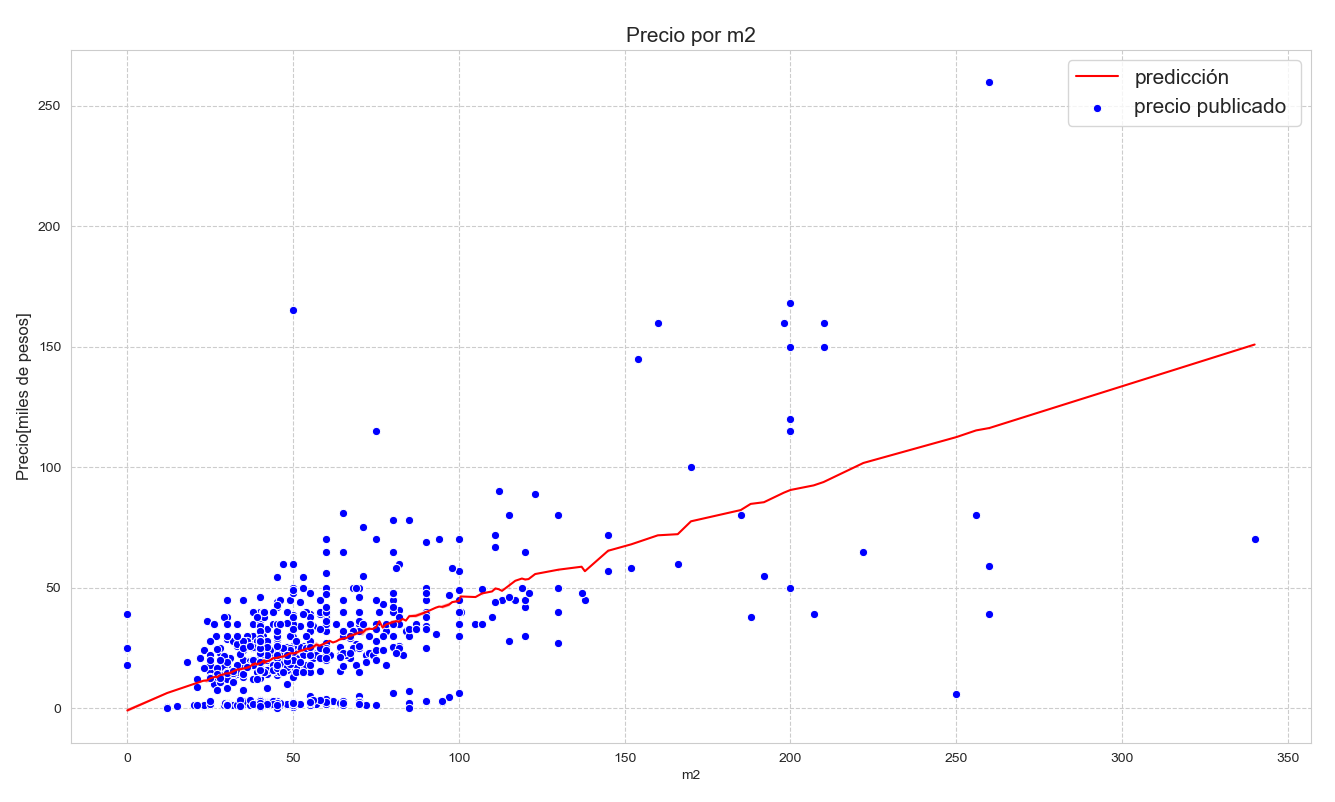 Precio por m2
predicción
precio publicado
Precio[miles de pesos]
250
200
150
100
50
0
0 50 100 150 200 250 300 350
m2